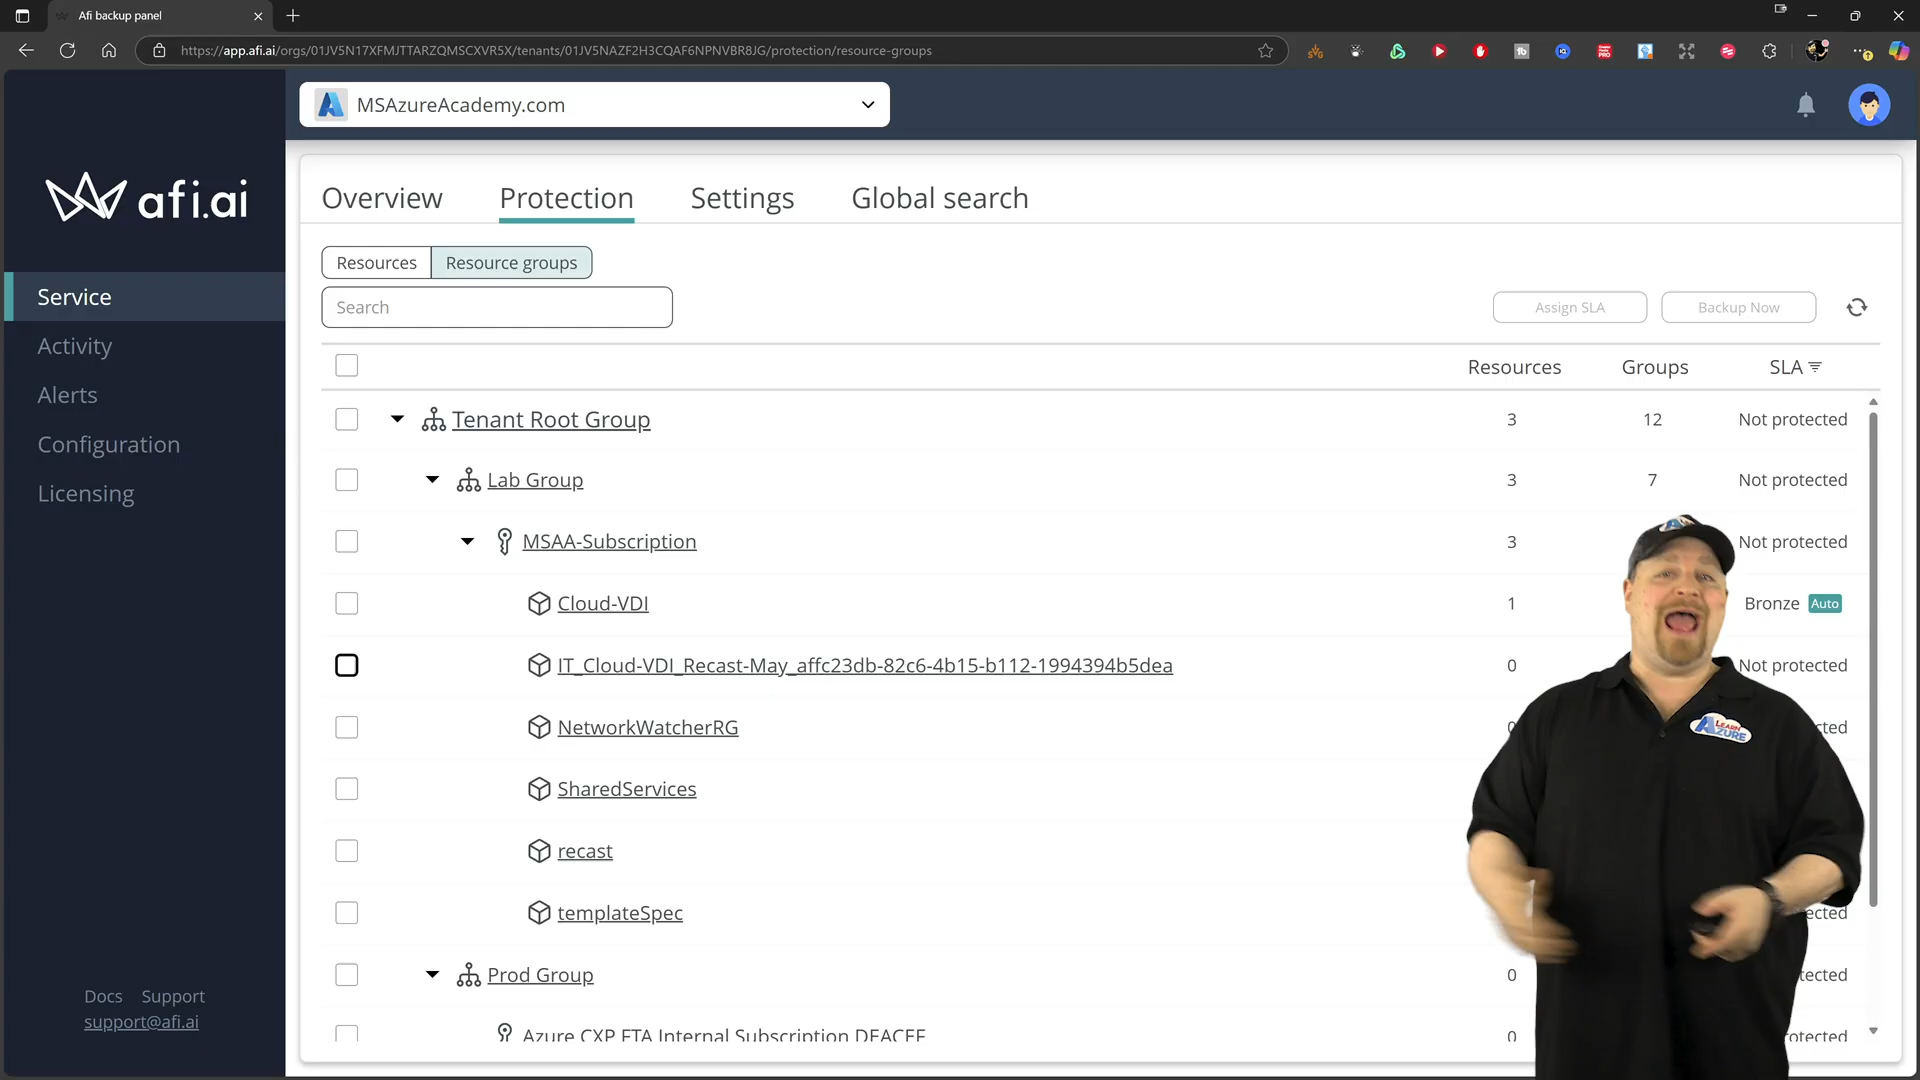 Afi backup panel
https://app.afi.ai/orgs/01JV5N17XFMJTTARZQMSCXVR5X/tenants/01JV5NAZF2H3CQAF6NPNVBR8JG/protection/resource-groups
MSAzureAcademy.com
afi.ai
Service
Activity
Alerts
Configuration
Licensing
Docs Support
support@afi.ai
Overview Protection Settings Global search
Resources Resource groups
Search
Assign SLA Backup Now
Resources Groups SLA
Tenant Root Group 3 12 Not protected
Lab Group 3 7 Not protected
MSAA-Subscription 3 Not protected
Cloud-VDI 1 Bronze Auto
IT_Cloud-VDI_Recast-May_affc23db-82c6-4b15-b112-1994394b5dea 0 Not protected
NetworkWatcherRG 0 cted
SharedServices
recast
templateSpec ected
Prod Group 0 tected
Azure CXP FTA Internal Subscription DEACEE 0 protected
LEARN
AZURE